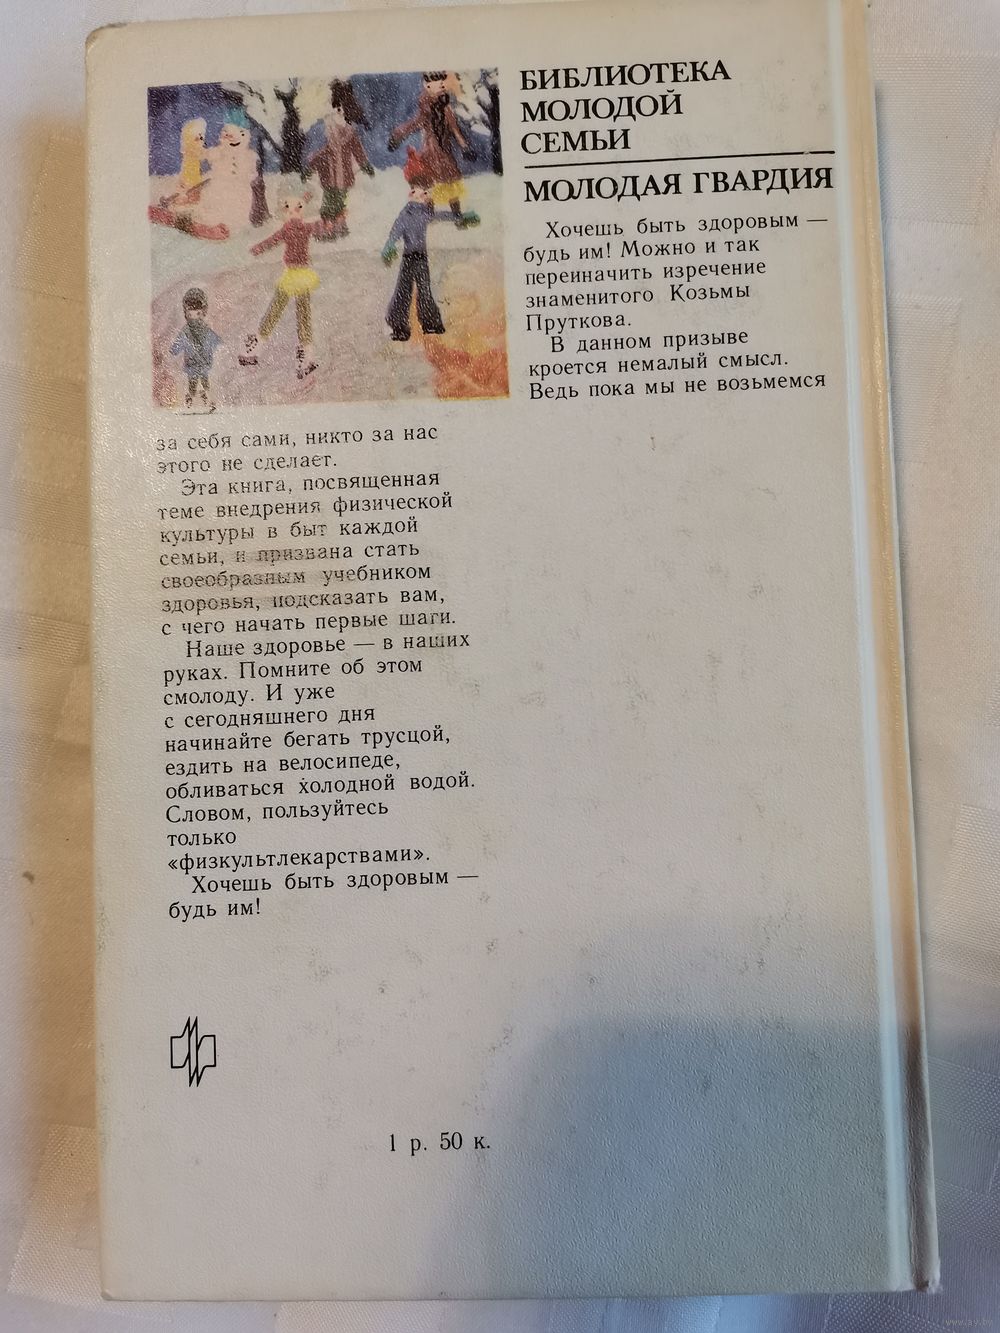 БИБЛИОТЕКА
МОЛОДОЙ
СЕМЬИ
МОЛОДАЯ ГВАРДИЯ
Хочешь быть здоровым —
будь им! Можно и так
переиначить изречение
знаменитого Козьмы
Пруткова.
В данном призыве
кроется немалый смысл.
Ведь пока мы не возьмемся
за себя сами, никто за нас
этого не сделает.
Эта книга, посвященная
теме внедрения физической
культуры в быт каждой
семьи, и призвана стать
своеобразным учебником
здоровья, подсказать вам,
с чего начать первые шаги.
Наше здоровье — в наших
руках. Помните об этом
смолоду. И уже
с сегодняшнего дня
начинайте бегать трусцой,
ездить на велосипеде,
обливаться холодной водой.
Словом, пользуйтесь
только
«физкультлекарствами».
Хочешь быть здоровым —
будь им!
1 р. 50 к.
www.ay.by